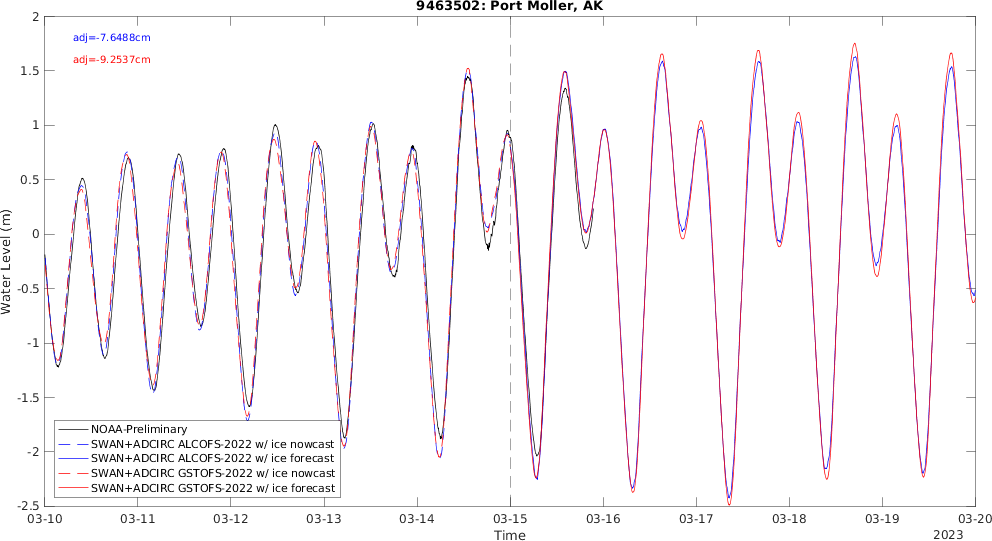 9463502: Port Moller, AK
adj=-7.6488cm
adj=-9.2537cm
Water Level (m)
2
1.5
1
0.5
0
-0.5
-1
-1.5
-2
-2.5
NOAA-Preliminary
SWAN+ADCIRC ALCOFS-2022 w/ ice nowcast
SWAN+ADCIRC ALCOFS-2022 w/ ice forecast
SWAN+ADCIRC GSTOFS-2022 w/ ice nowcast
SWAN+ADCIRC GSTOFS-2022 w/ ice forecast
03-10 03-11 03-12 03-13 03-14 03-15 03-16 03-17 03-18 03-19 03-20
Time
2023